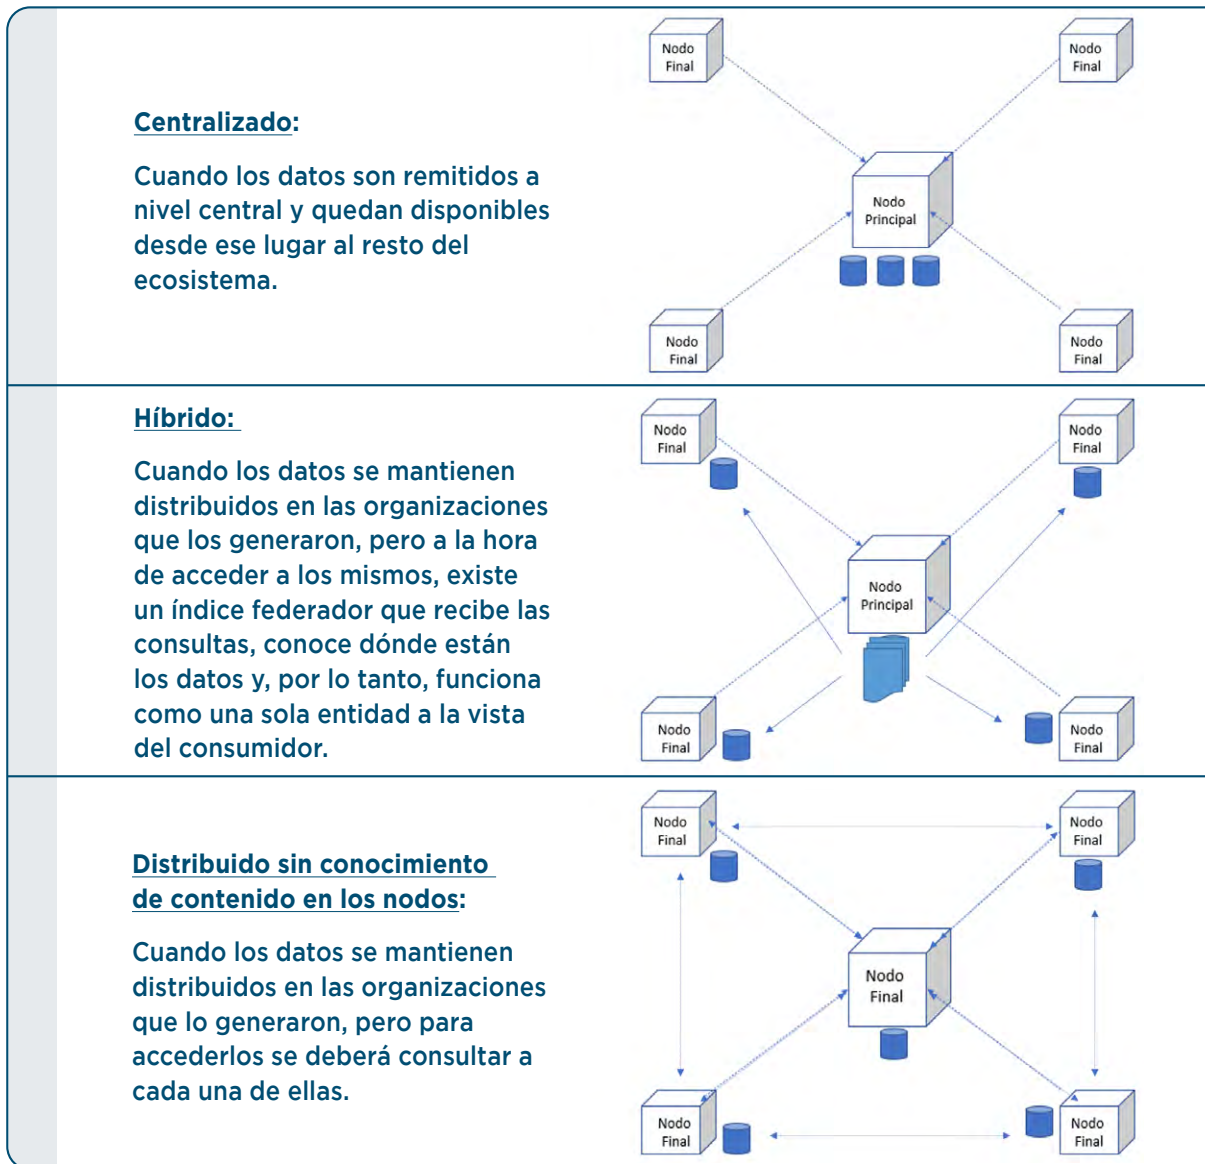 Centralizado:
Cuando los datos son remitidos a
nivel central y quedan disponibles
desde ese lugar al resto del
ecosistema.
Nodo
Final
Nodo
Final
Nodo
Principal
Nodo
Final
Nodo
Final
Híbrido:
Cuando los datos se mantienen
distribuidos en las organizaciones
que los generaron, pero a la hora
de acceder a los mismos, existe
un índice federador que recibe las
consultas, conoce dónde están
los datos y, por lo tanto, funciona
como una sola entidad a la vista
del consumidor.
Nodo
Final
Nodo
Final
Nodo
Principal
Nodo
Final
Nodo
Final
Distribuido sin conocimiento
de contenido en los nodos:
Cuando los datos se mantienen
distribuidos en las organizaciones
que lo generaron, pero para
accederlos se deberá consultar a
cada una de ellas.
Nodo
Final
Nodo
Final
Nodo
Final
Nodo
Final
Nodo
Final